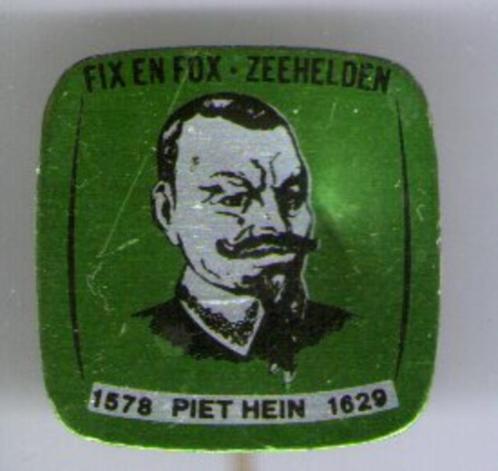 FIX EN FOX · ZEEHELDEN
1578 PIET HEIN 1629